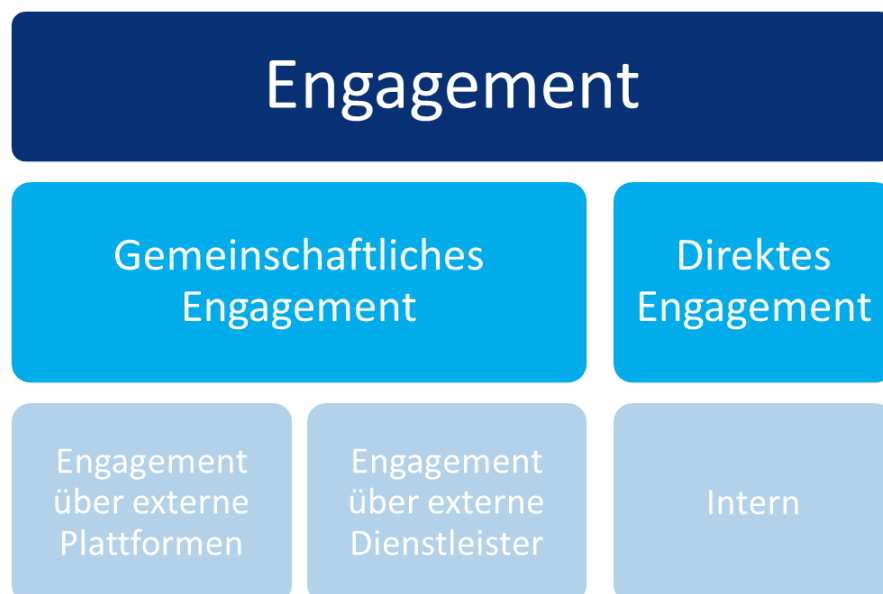 Engagement
Gemeinschaftliches
Engagement
Direktes
Engagement
Engagement
über externe
Plattformen
Engagement
über externe
Dienstleister
Intern